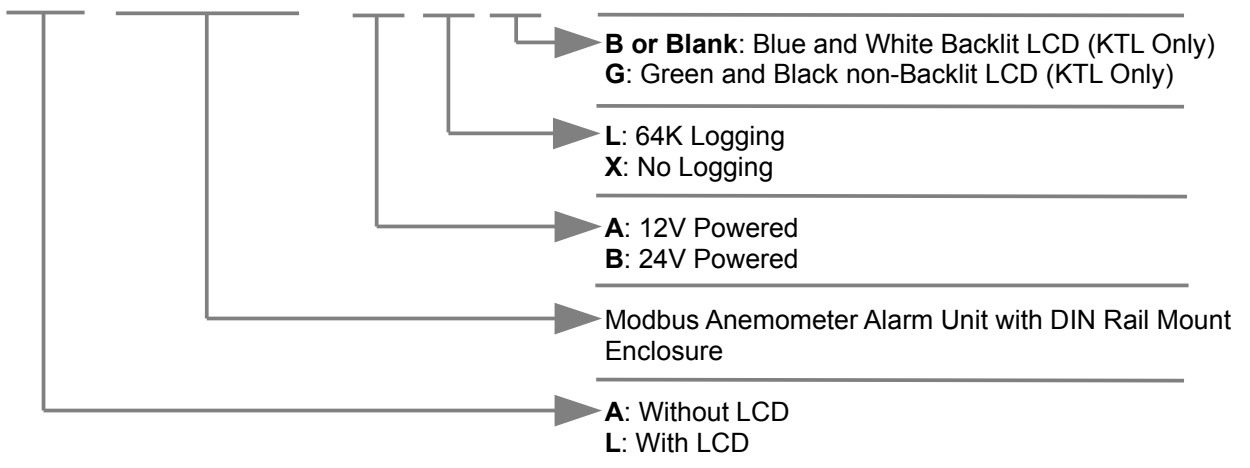 B or Blank: Blue and White Backlit LCD (KTL Only)
G: Green and Black non-Backlit LCD (KTL Only)
L: 64K Logging
X: No Logging
A: 12V Powered
B: 24V Powered
Modbus Anemometer Alarm Unit with DIN Rail Mount
Enclosure
A: Without LCD
L: With LCD